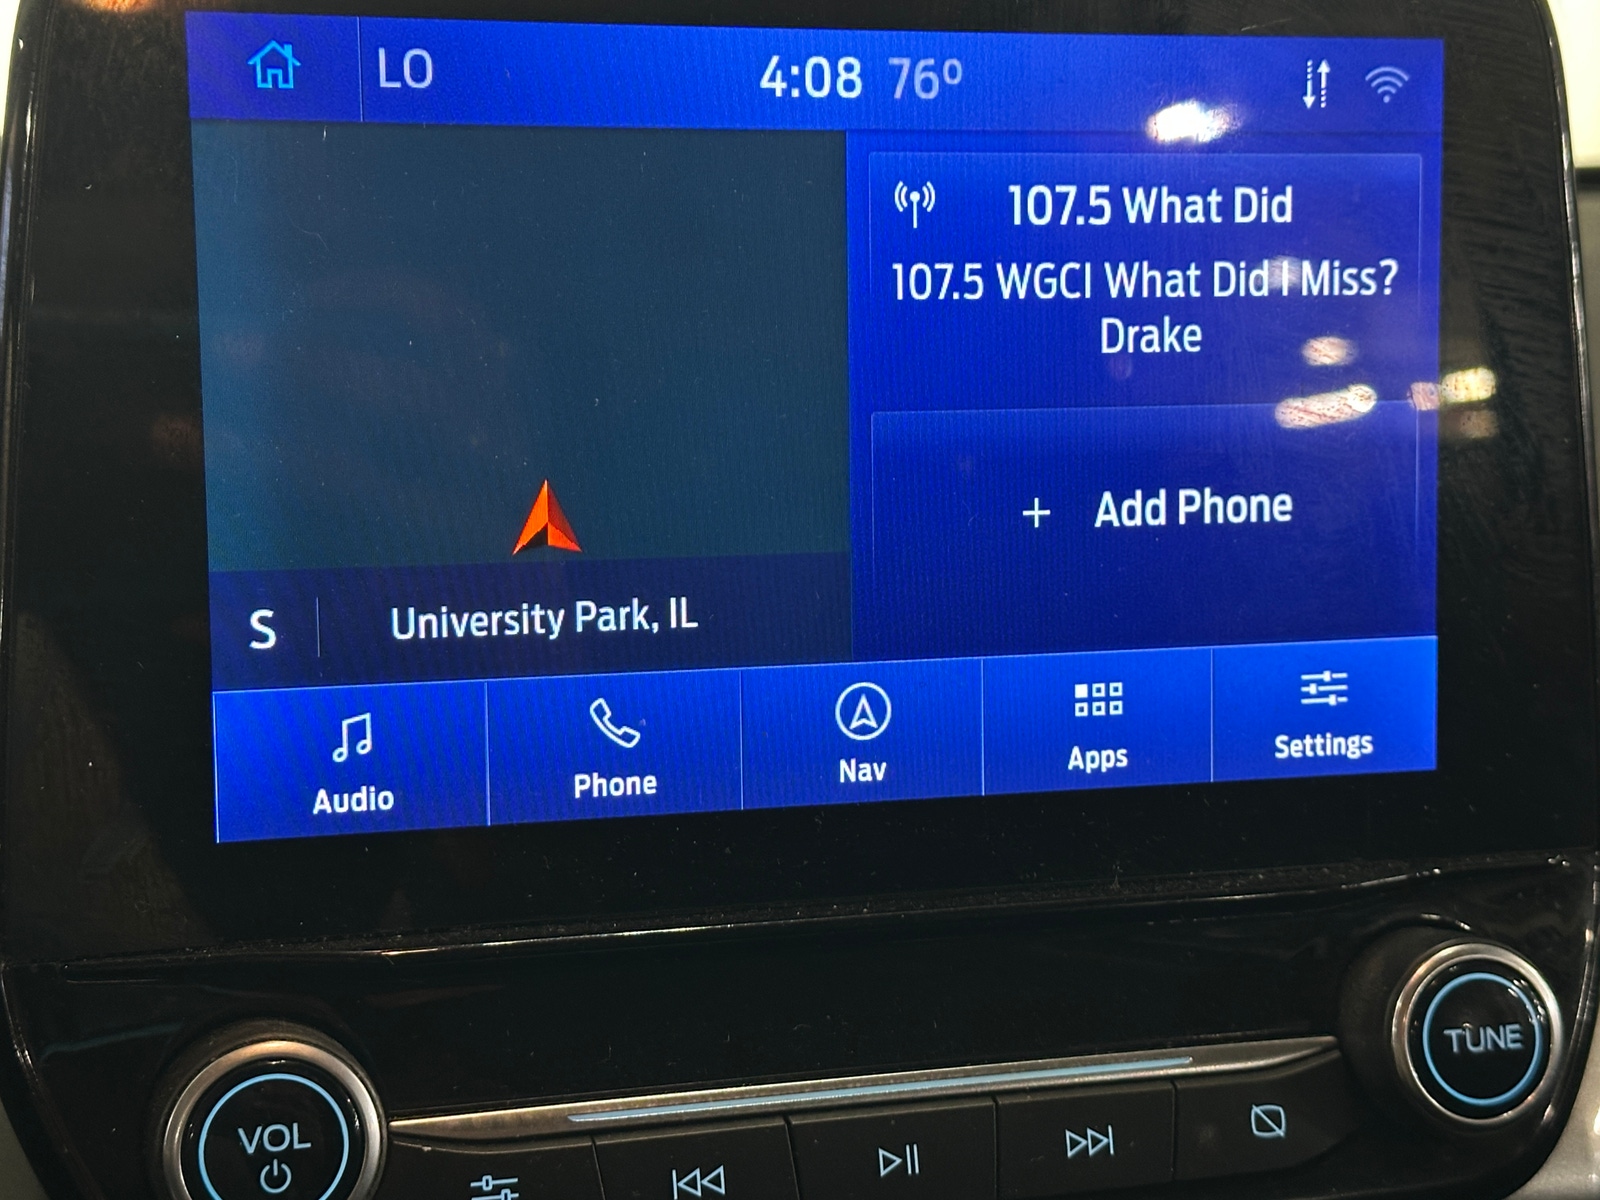 LO
4:08 76°
107.5 What Did
107.5 WGCI What Did I Miss?
Drake
+ Add Phone
S
University Park, IL
Audio
Phone
Nav
Apps
Settings
VOL
TUNE